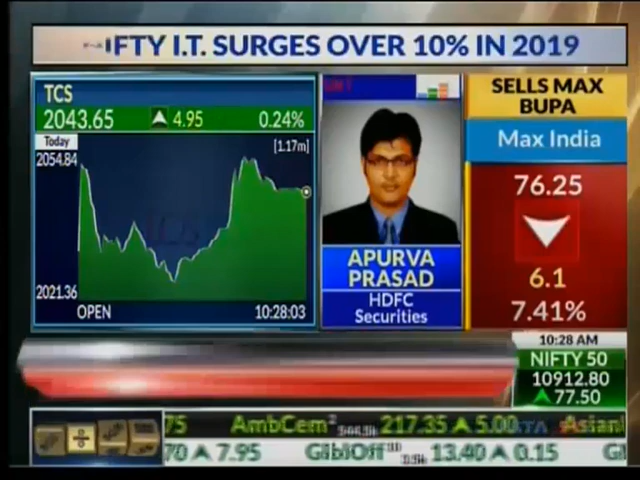 NIFTY I.T. SURGES OVER 10% IN 2019
TCS
2043.65 4.95 0.24%
Today
[1.17m]
2054.84
2021.36
OPEN 10:28:03
APURVA
PRASAD
HDFC
Securities
SELLS MAX
BUPA
Max India
76.25
6.1
7.41%
10:28 AM
NIFTY 50
10912.80
77.50
75 AmbCem 217.35 5.00 Asian
70 7.95 GlblOff 13.40 0.15 Gl